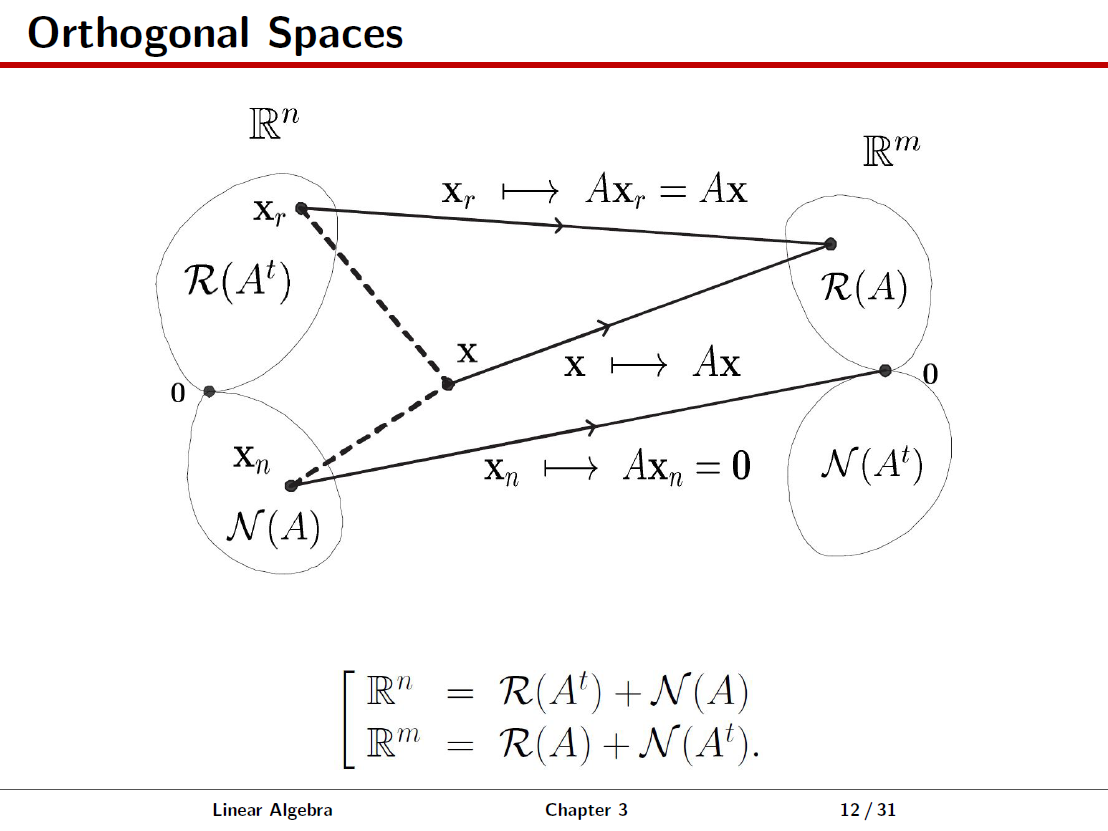 Orthogonal Spaces
ℝⁿ
ℝᵐ
𝐱ᵣ ⟼ A𝐱ᵣ = A𝐱
𝐱ᵣ
ℛ(Aᵗ)
ℛ(A)
𝐱
𝐱 ⟼ A𝐱
𝟎
𝟎
𝐱ₙ
𝐱ₙ ⟼ A𝐱ₙ = 𝟎
𝒩(Aᵗ)
𝒩(A)
ℝⁿ = ℛ(Aᵗ) + 𝒩(A)
ℝᵐ = ℛ(A) + 𝒩(Aᵗ).
Linear Algebra Chapter 3 12 / 31